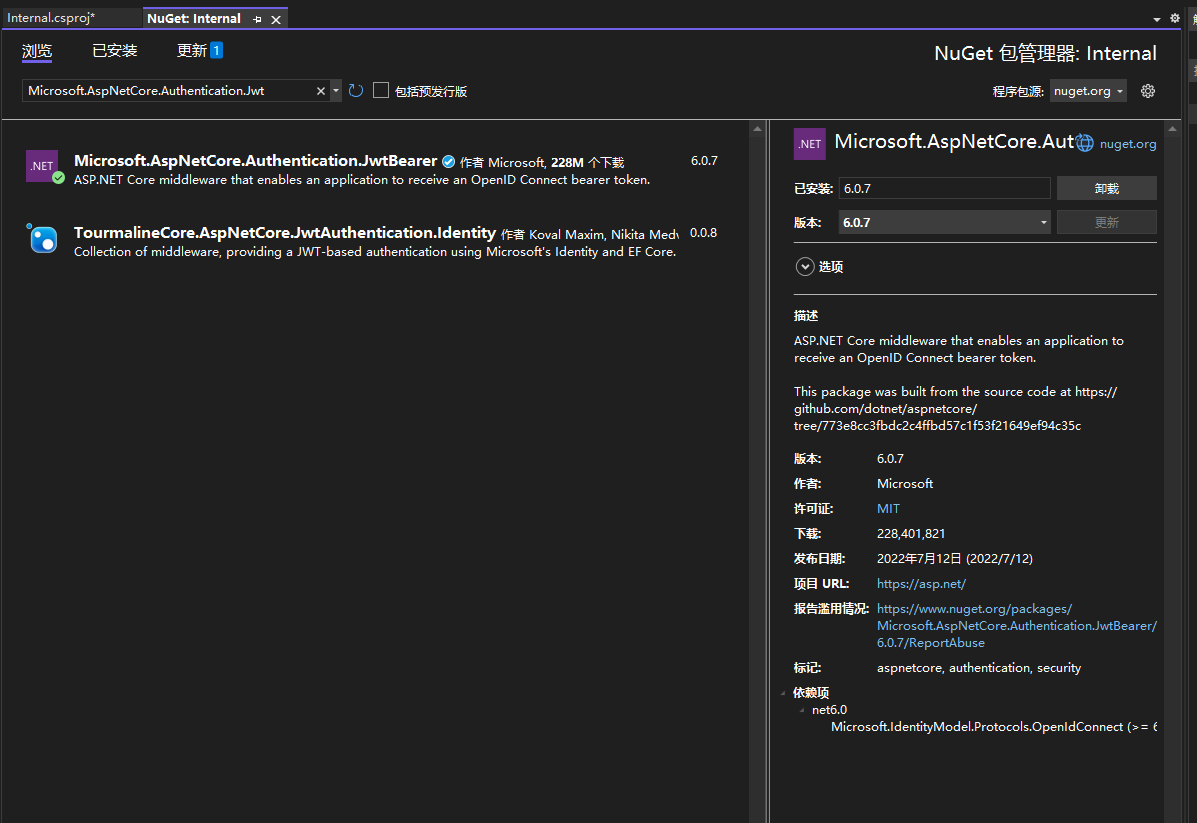 Internal.csproj*
NuGet: Internal
浏览
已安装
更新 1
NuGet 包管理器: Internal
Microsoft.AspNetCore.Authentication.Jwt
包括预发行版
程序包源: nuget.org
.NET
Microsoft.AspNetCore.Authentication.JwtBearer 作者 Microsoft, 228M 个下载
6.0.7
ASP.NET Core middleware that enables an application to receive an OpenID Connect bearer token.
TourmalineCore.AspNetCore.JwtAuthentication.Identity 作者 Koval Maxim, Nikita Medv
0.0.8
Collection of middleware, providing a JWT-based authentication using Microsoft's Identity and EF Core.
.NET
Microsoft.AspNetCore.Aut
nuget.org
已安装: 6.0.7
卸载
版本: 6.0.7
更新
选项
描述
ASP.NET Core middleware that enables an application to
receive an OpenID Connect bearer token.
This package was built from the source code at https://
github.com/dotnet/aspnetcore/
tree/773e8cc3fbdc2c4ffbd57c1f53f21649ef94c35c
版本: 6.0.7
作者: Microsoft
许可证: MIT
下载: 228,401,821
发布日期: 2022年7月12日 (2022/7/12)
项目 URL: https://asp.net/
报告滥用情况: https://www.nuget.org/packages/
Microsoft.AspNetCore.Authentication.JwtBearer/
6.0.7/ReportAbuse
标记: aspnetcore, authentication, security
依赖项
net6.0
Microsoft.IdentityModel.Protocols.OpenIdConnect (>= 6